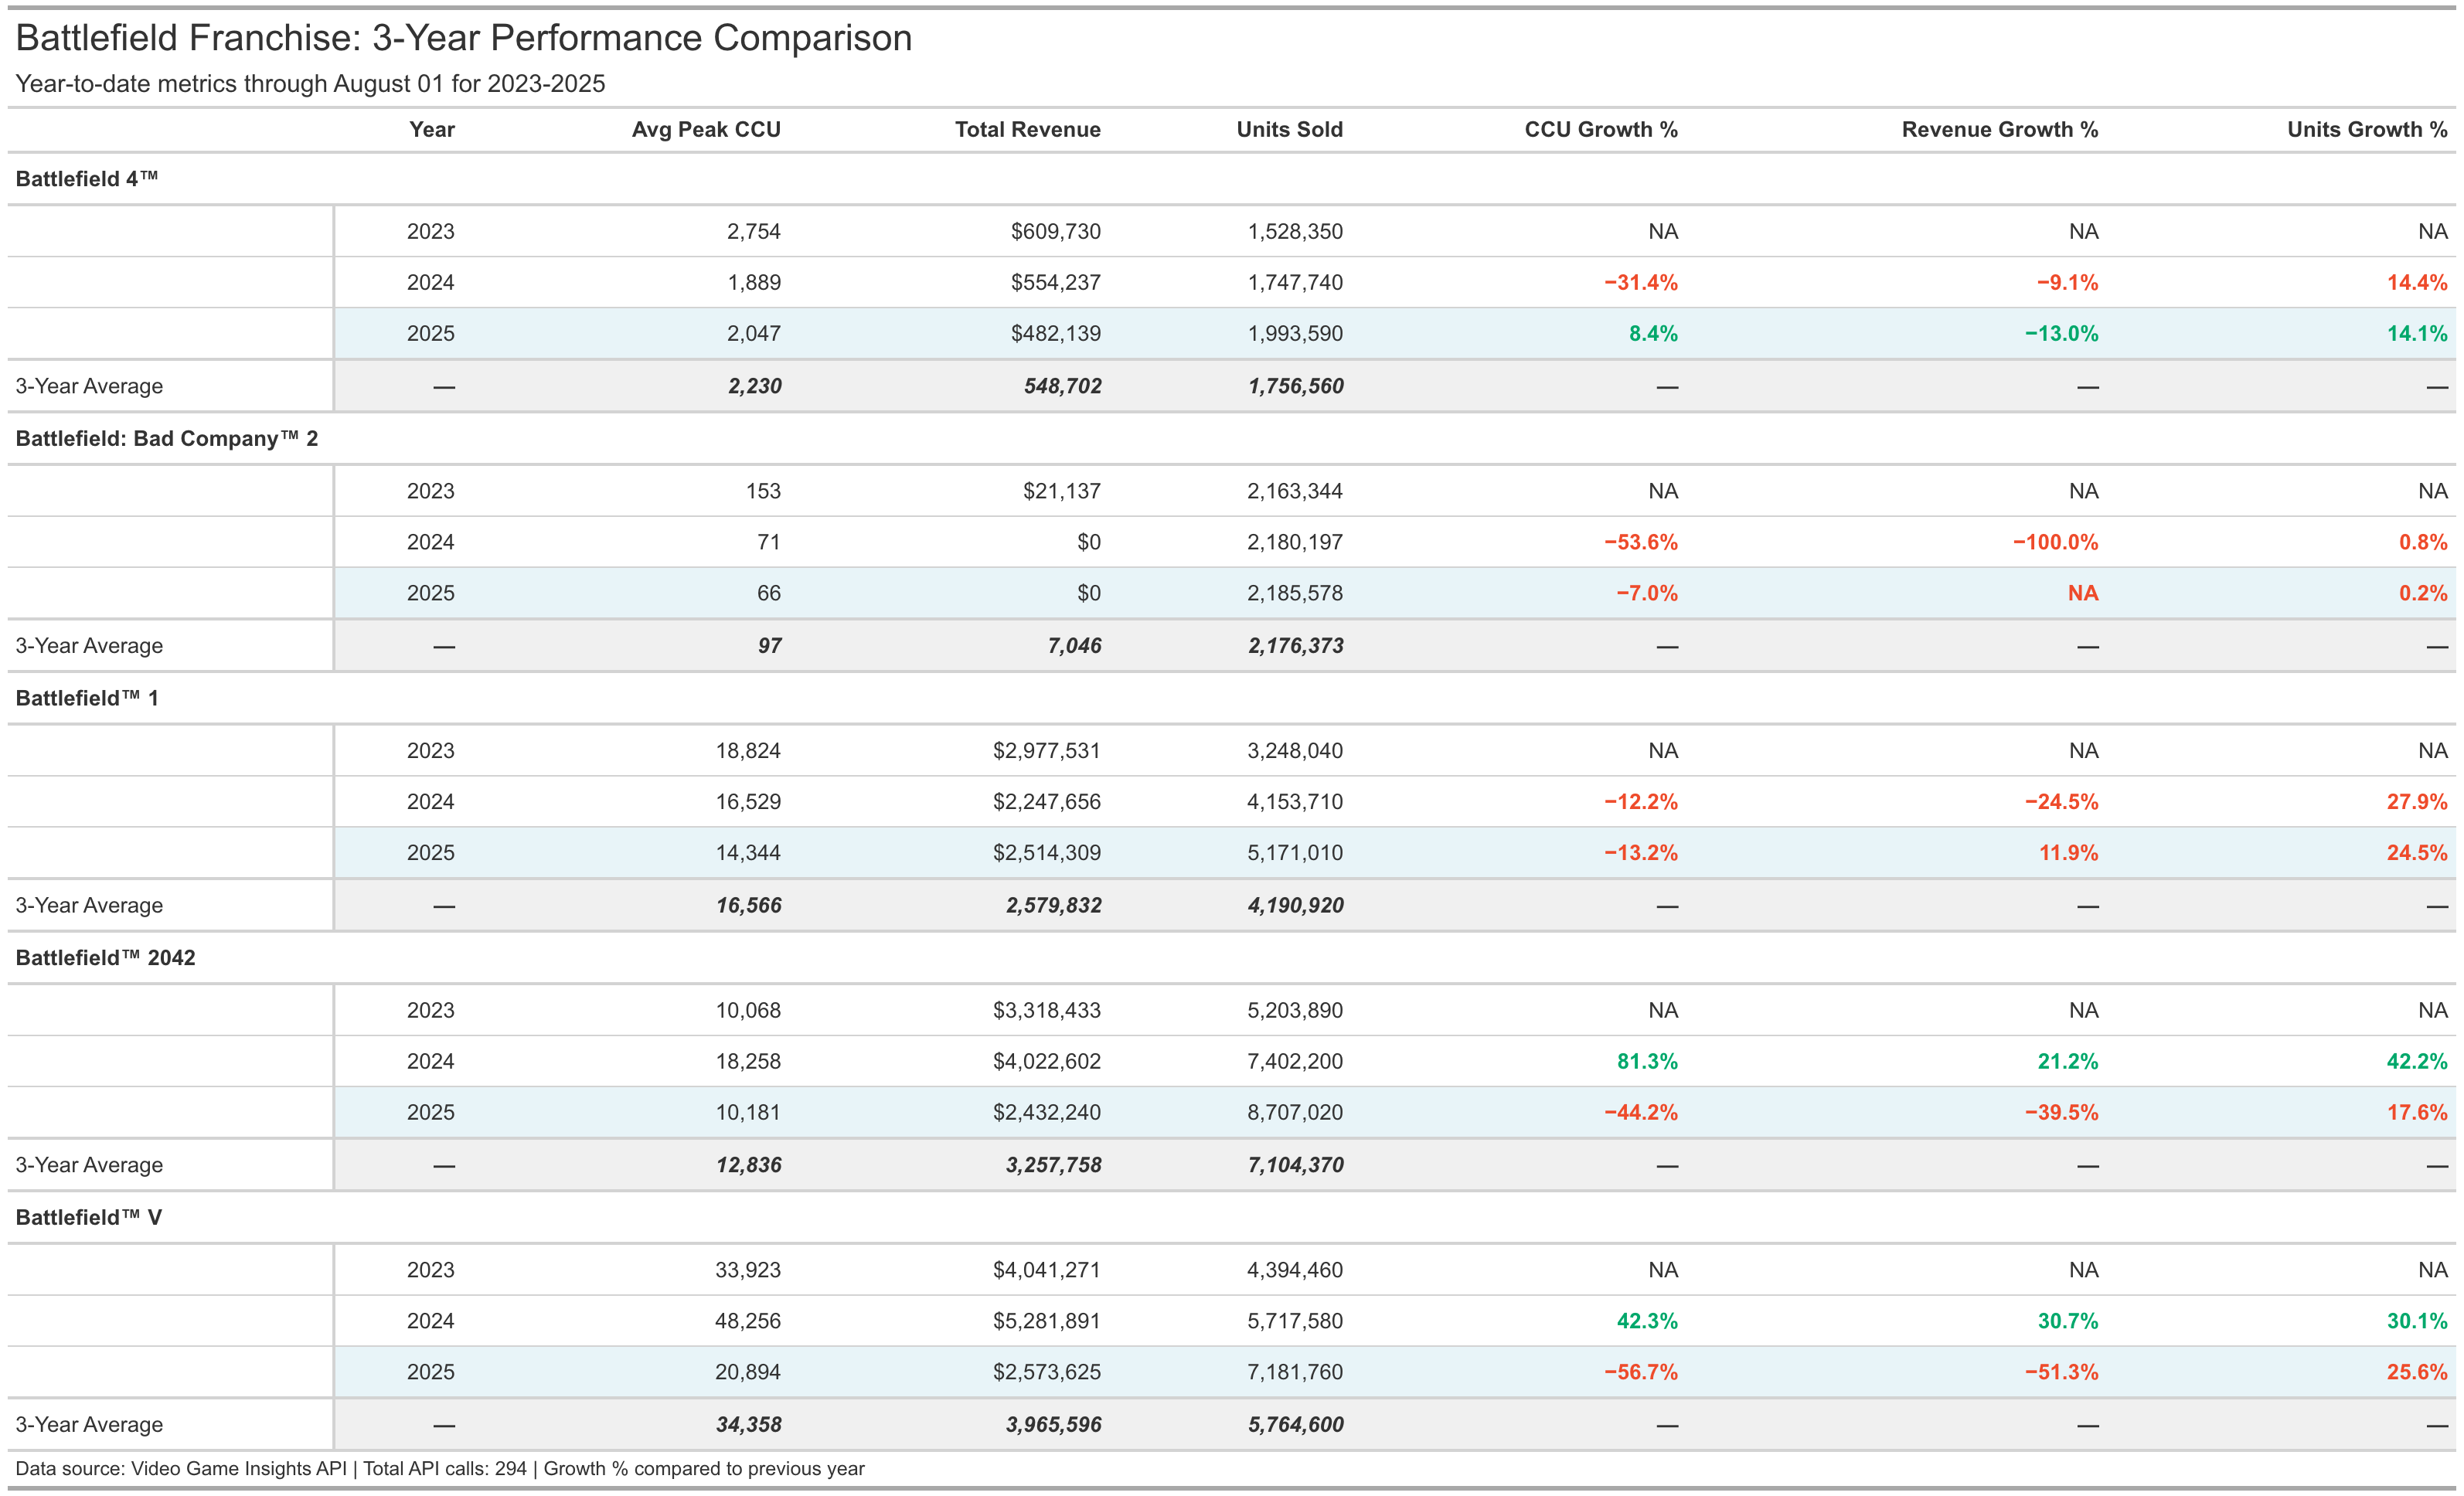 Battlefield Franchise: 3-Year Performance Comparison
Year-to-date metrics through August 01 for 2023-2025
Year Avg Peak CCU Total Revenue Units Sold CCU Growth % Revenue Growth % Units Growth %
Battlefield 4™
2023 2,754 $609,730 1,528,350 NA NA NA
2024 1,889 $554,237 1,747,740 −31.4% −9.1% 14.4%
2025 2,047 $482,139 1,993,590 8.4% −13.0% 14.1%
3-Year Average — 2,230 548,702 1,756,560 — — —
Battlefield: Bad Company™ 2
2023 153 $21,137 2,163,344 NA NA NA
2024 71 $0 2,180,197 −53.6% −100.0% 0.8%
2025 66 $0 2,185,578 −7.0% NA 0.2%
3-Year Average — 97 7,046 2,176,373 — — —
Battlefield™ 1
2023 18,824 $2,977,531 3,248,040 NA NA NA
2024 16,529 $2,247,656 4,153,710 −12.2% −24.5% 27.9%
2025 14,344 $2,514,309 5,171,010 −13.2% 11.9% 24.5%
3-Year Average — 16,566 2,579,832 4,190,920 — — —
Battlefield™ 2042
2023 10,068 $3,318,433 5,203,890 NA NA NA
2024 18,258 $4,022,602 7,402,200 81.3% 21.2% 42.2%
2025 10,181 $2,432,240 8,707,020 −44.2% −39.5% 17.6%
3-Year Average — 12,836 3,257,758 7,104,370 — — —
Battlefield™ V
2023 33,923 $4,041,271 4,394,460 NA NA NA
2024 48,256 $5,281,891 5,717,580 42.3% 30.7% 30.1%
2025 20,894 $2,573,625 7,181,760 −56.7% −51.3% 25.6%
3-Year Average — 34,358 3,965,596 5,764,600 — — —
Data source: Video Game Insights API | Total API calls: 294 | Growth % compared to previous year